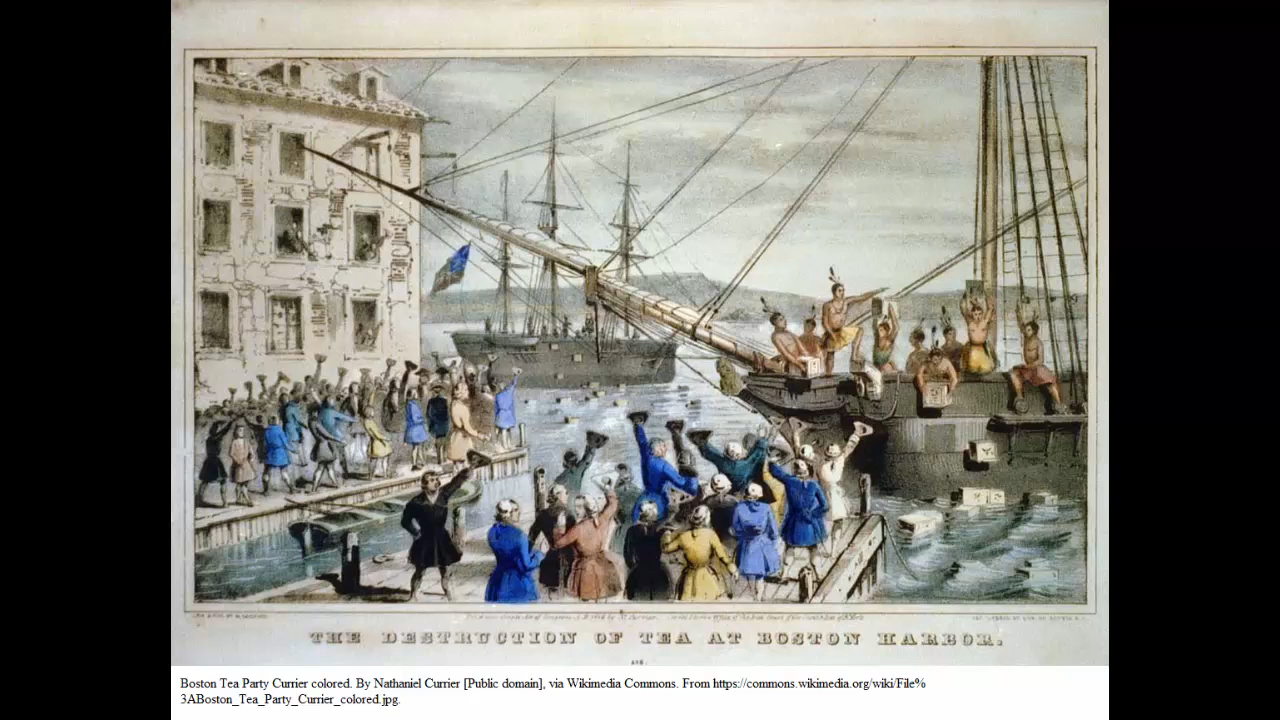 THE DESTRUCTION OF TEA AT BOSTON HARBOR.
Boston Tea Party Currier colored. By Nathaniel Currier [Public domain], via Wikimedia Commons. From https://commons.wikimedia.org/wiki/File%
3ABoston_Tea_Party_Currier_colored.jpg.